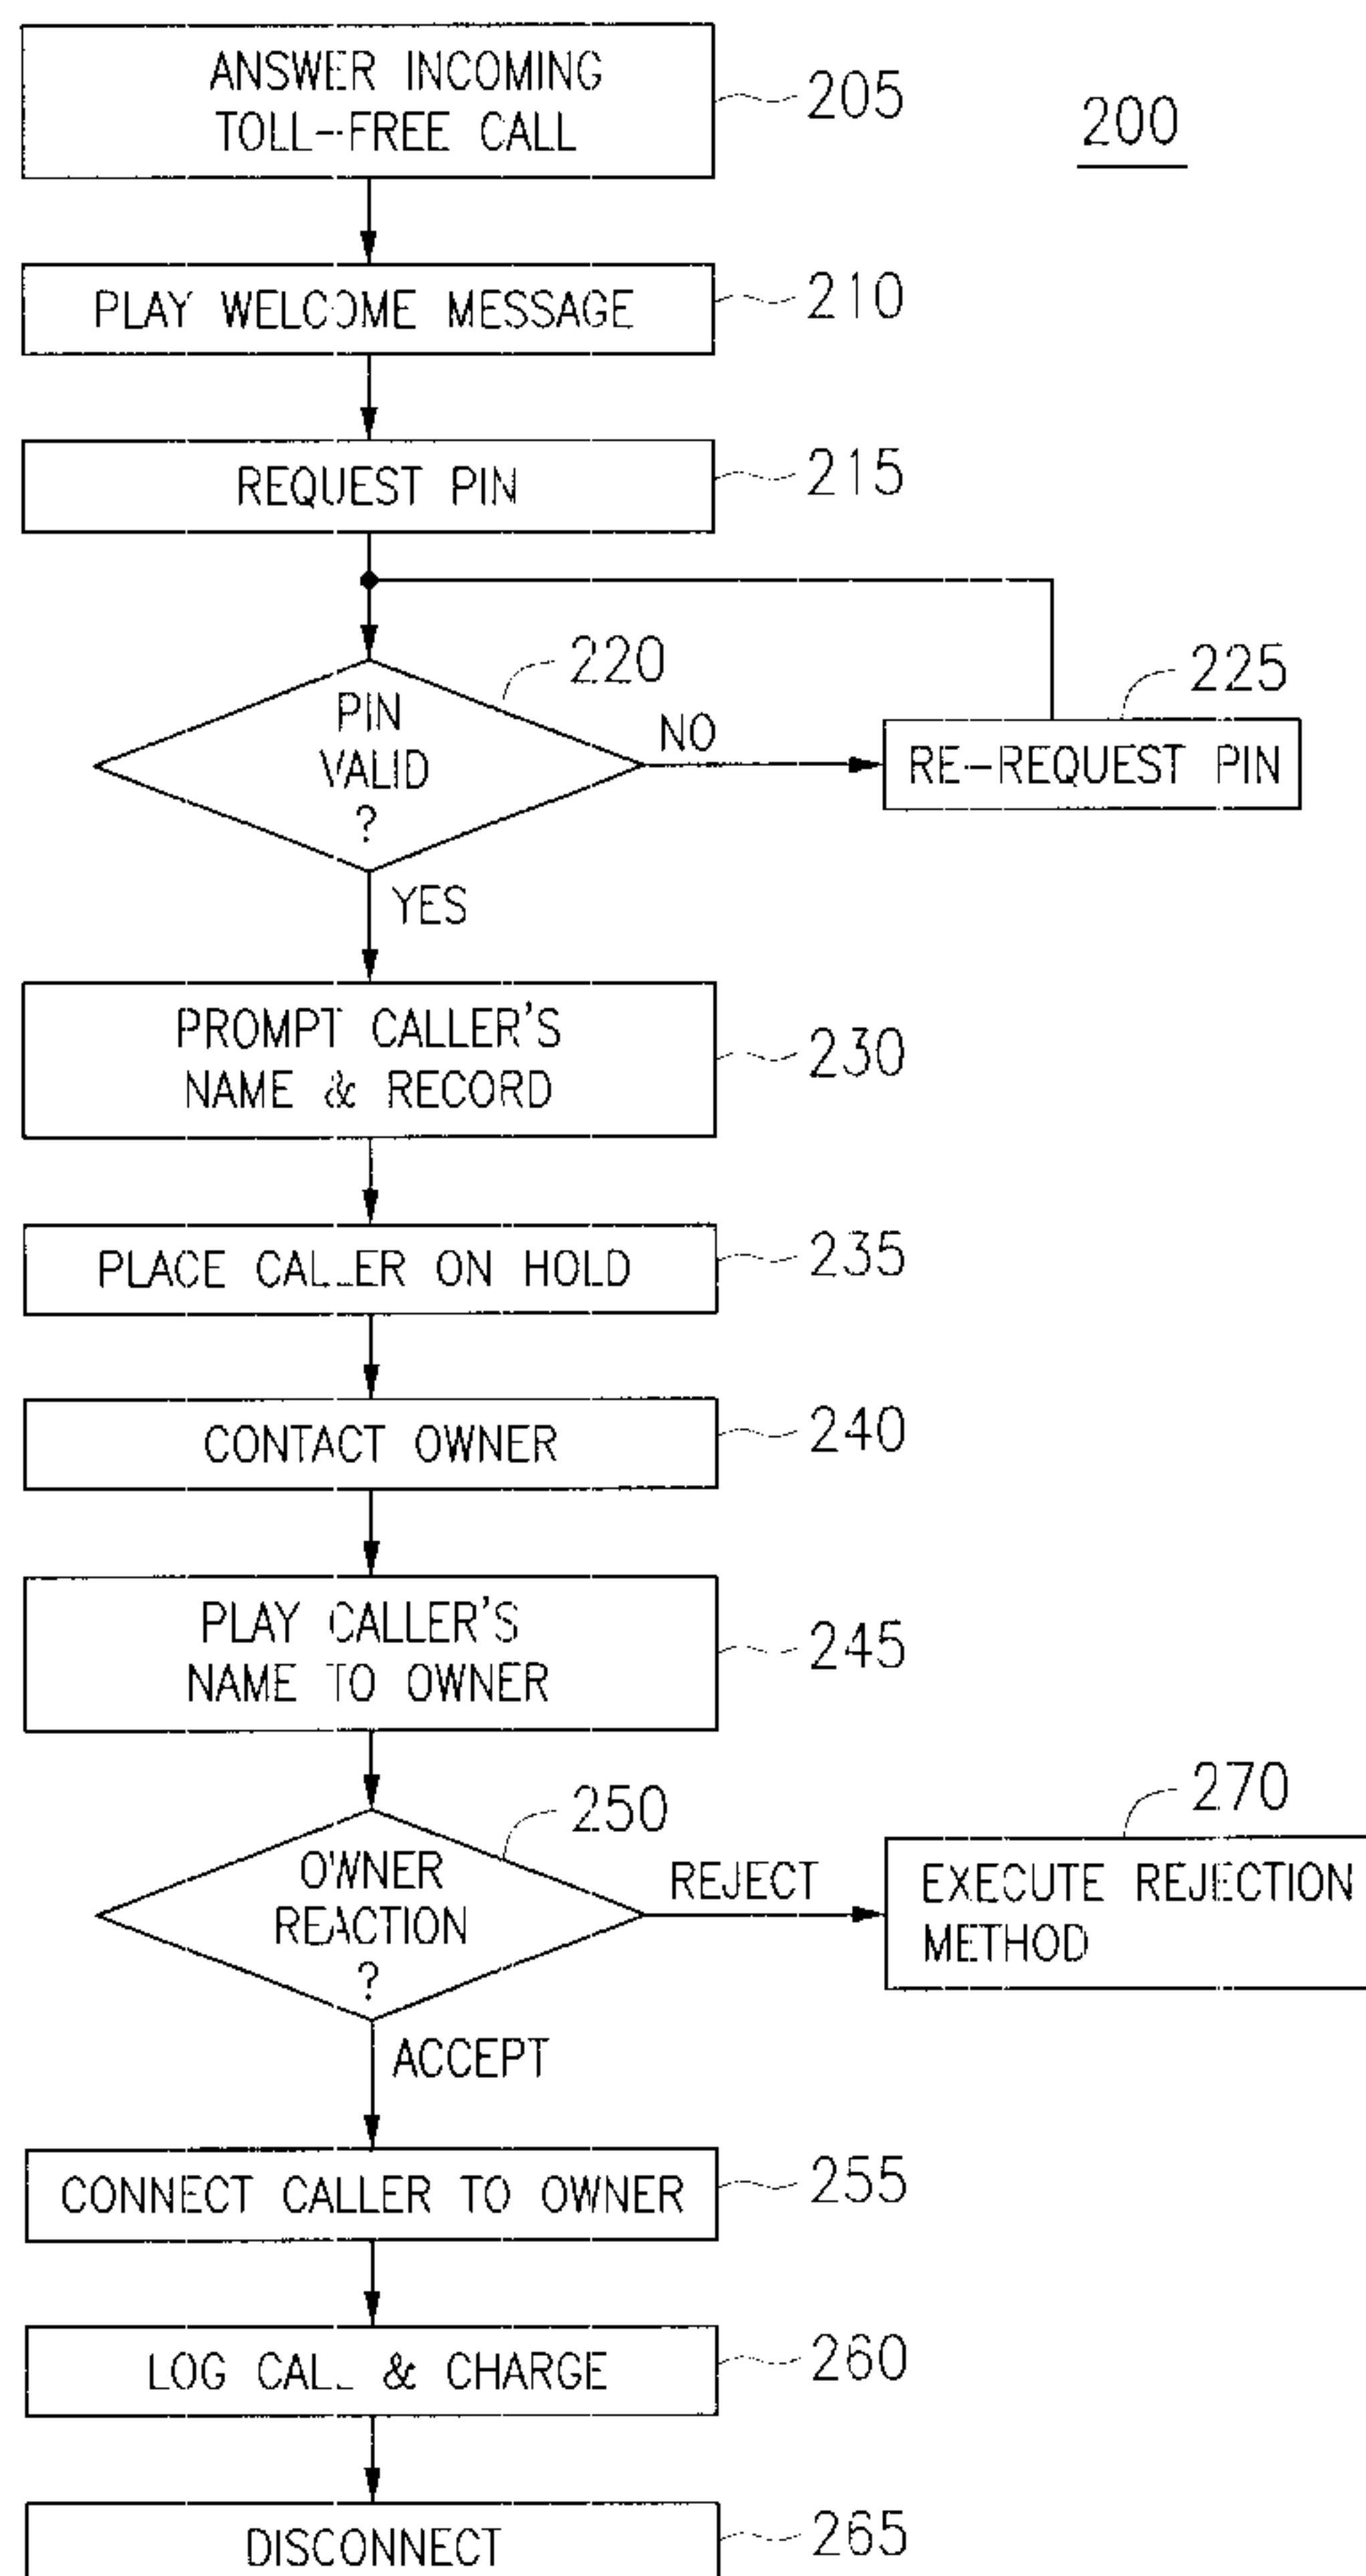 ANSWER INCOMING
TOLL-FREE CALL
205
200
PLAY WELCOME MESSAGE
210
REQUEST PIN
215
220
PIN
VALID
?
NO
225
RE-REQUEST PIN
YES
PROMPT CALLER'S
NAME & RECORD
230
PLACE CALLER ON HOLD
235
CONTACT OWNER
240
PLAY CALLER'S
NAME TO OWNER
245
250
OWNER
REACTION
?
REJECT
270
EXECUTE REJECTION
METHOD
ACCEPT
CONNECT CALLER TO OWNER
255
LOG CALL & CHARGE
260
DISCONNECT
265